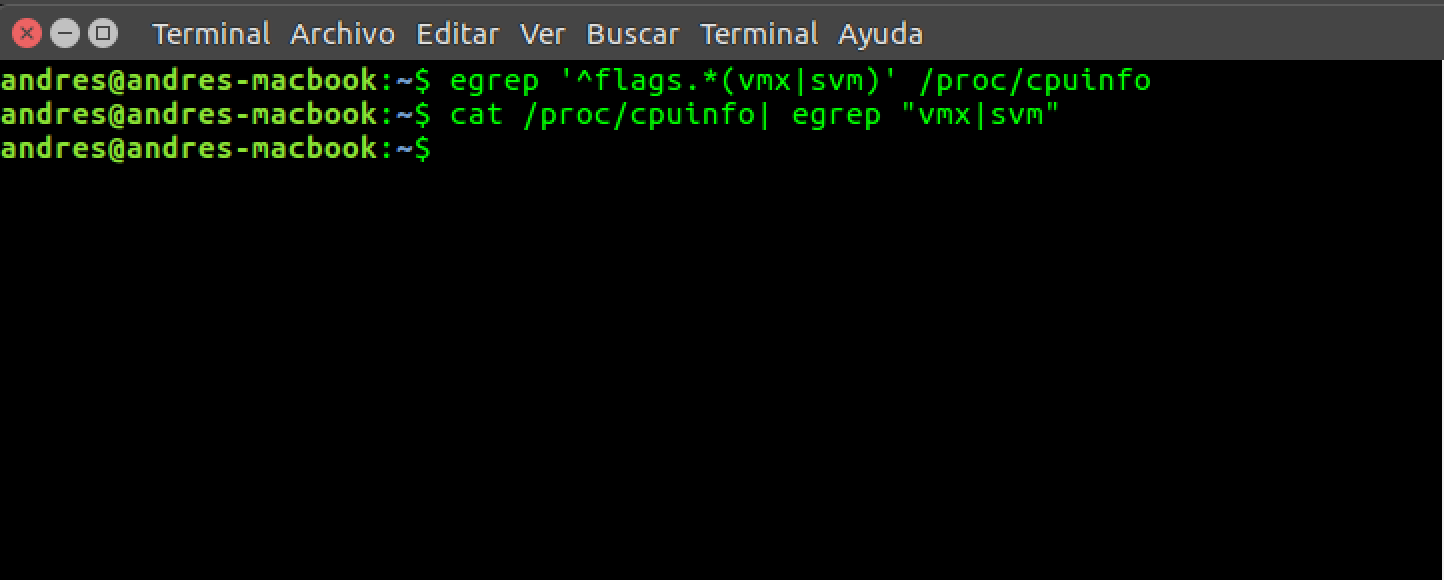 Terminal Archivo Editar Ver Buscar Terminal Ayuda
andres@andres-macbook:~$ egrep '^flags.*(vmx|svm)' /proc/cpuinfo
andres@andres-macbook:~$ cat /proc/cpuinfo| egrep "vmx|svm"
andres@andres-macbook:~$